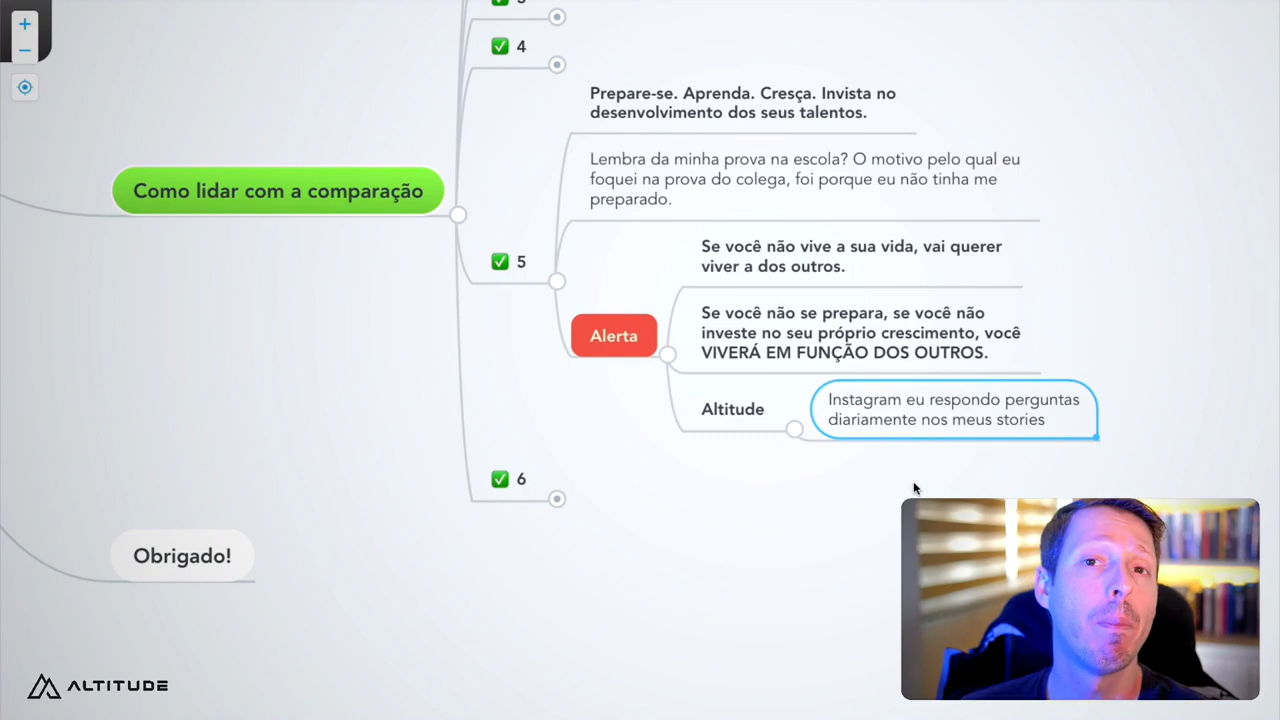 4
Prepare-se. Aprenda. Cresça. Invista no
desenvolvimento dos seus talentos.
Lembra da minha prova na escola? O motivo pelo qual eu
foquei na prova do colega, foi porque eu não tinha me
preparado.
Como lidar com a comparação
5
Se você não vive a sua vida, vai querer
viver a dos outros.
Alerta
Se você não se prepara, se você não
investe no seu próprio crescimento, você
VIVERÁ EM FUNÇÃO DOS OUTROS.
Altitude
Instagram eu respondo perguntas
diariamente nos meus stories
6
Obrigado!
ALTITUDE